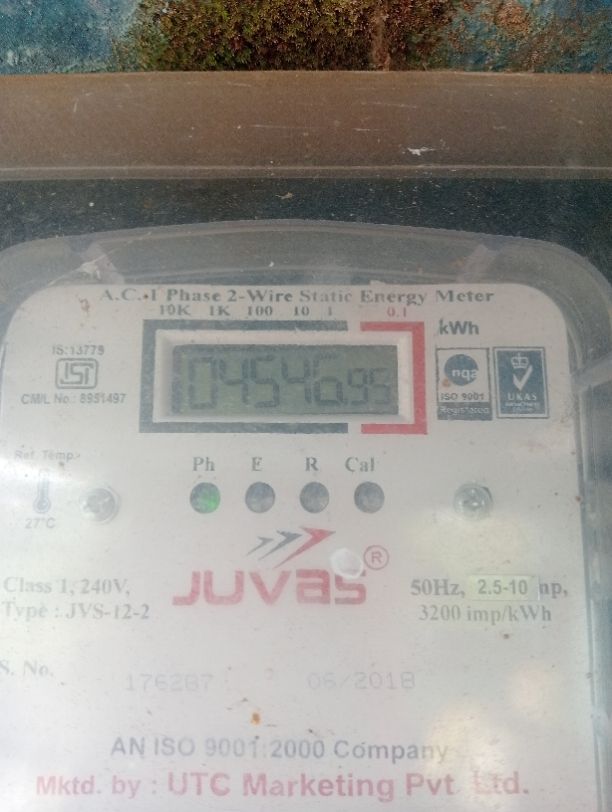 A.C. 1 Phase 2-Wire Static Energy Meter
10K 1K 100 10 1 0.1
kWh
04546.95
IS:13779
ISI
CM/L No.: 8951497
nqa
ISO 9001
Registered
UKAS
Ref. Temp.
27°C
Ph E R Cal
JUVAS ®
Class 1, 240V,
Type : JVS-12-2
50Hz, 2.5-10
3200 imp/kWh
S. No.
176287 06/2018
AN ISO 9001:2000 Company
Mktd. by : UTC Marketing Pvt. Ltd.